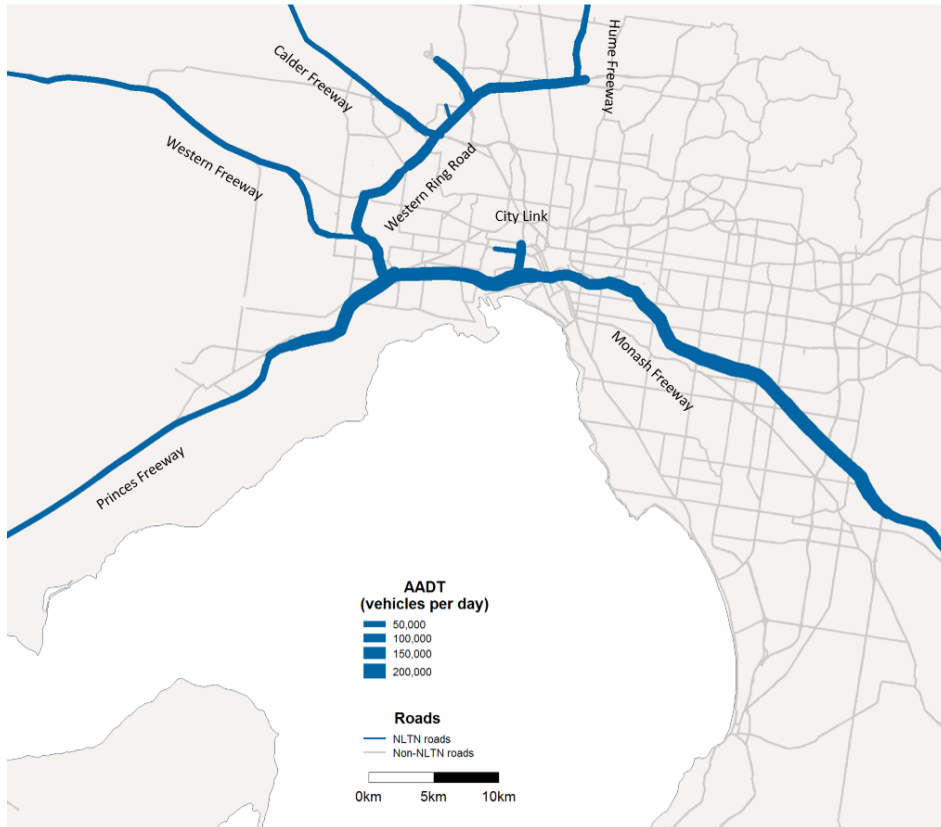 Hume Freeway
Calder Freeway
Western Freeway
Western Ring Road
City Link
Monash Freeway
Princes Freeway
AADT
(vehicles per day)
50,000
100,000
150,000
200,000
Roads
NLTN roads
Non-NLTN roads
0km 5km 10km